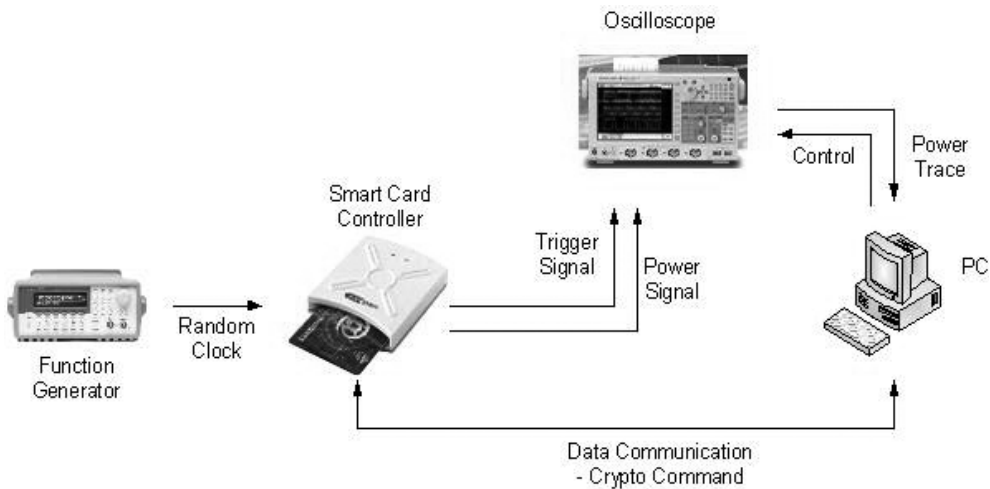 Oscilloscope
Control
Power
Trace
Smart Card
Controller
Trigger
Signal
Power
Signal
PC
Random
Clock
Function
Generator
Data Communication
- Crypto Command